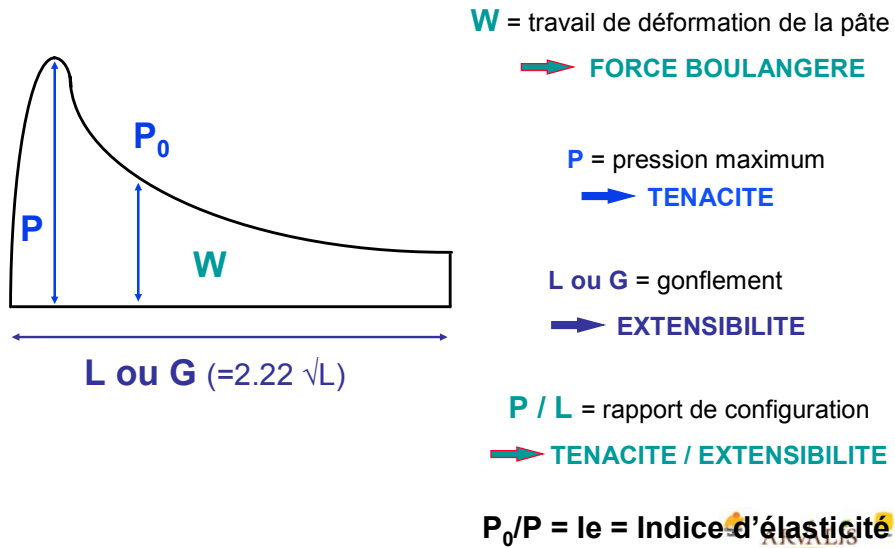 W = travail de déformation de la pâte
FORCE BOULANGERE
P₀
P
W
P = pression maximum
TENACITE
L ou G = gonflement
EXTENSIBILITE
L ou G (=2.22 √L)
P / L = rapport de configuration
TENACITE / EXTENSIBILITE
P₀/P = Ie = Indice d'élasticité
ARVALIS